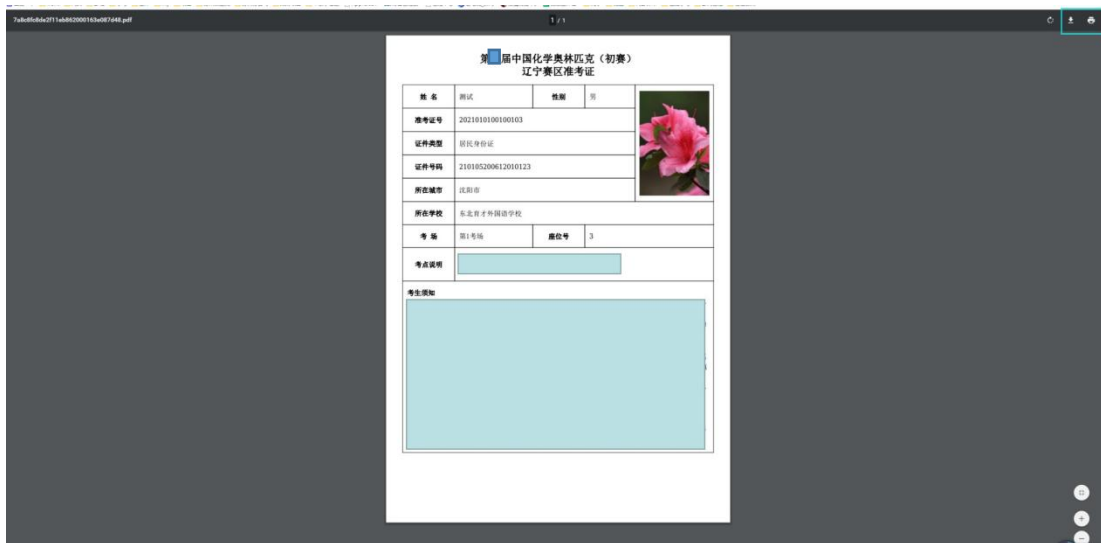 7a8c0fc8de2f11eb862000163e087d48.pdf
1 / 1
第 届中国化学奥林匹克（初赛）
辽宁赛区准考证
姓 名 测试 性别 男
准考证号 2021010100100103
证件类型 居民身份证
证件号码 210105200612010123
所在城市 沈阳市
所在学校 东北育才外国语学校
考 场 第1考场 座位号 3
考点说明
考生须知